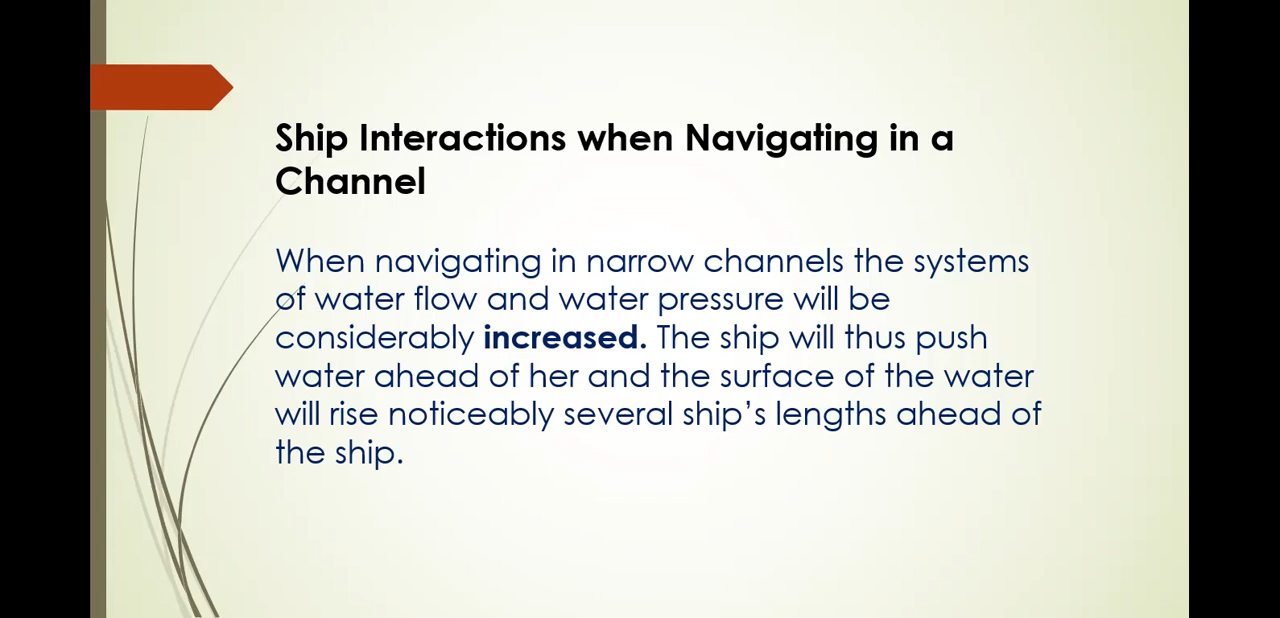 Ship Interactions when Navigating in a
Channel
When navigating in narrow channels the systems
of water flow and water pressure will be
considerably increased. The ship will thus push
water ahead of her and the surface of the water
will rise noticeably several ship’s lengths ahead of
the ship.